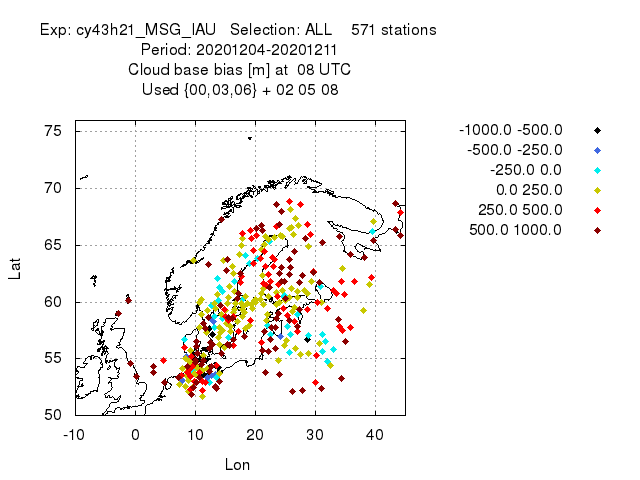 Exp: cy43h21_MSG_IAU   Selection: ALL    571 stations
Period: 20201204-20201211
Cloud base bias [m] at  08 UTC
Used {00,03,06} + 02 05 08
-1000.0 -500.0
-500.0 -250.0
-250.0 0.0
0.0 250.0
250.0 500.0
500.0 1000.0
75
70
65
60
55
50
Lat
-10 0 10 20 30 40
Lon